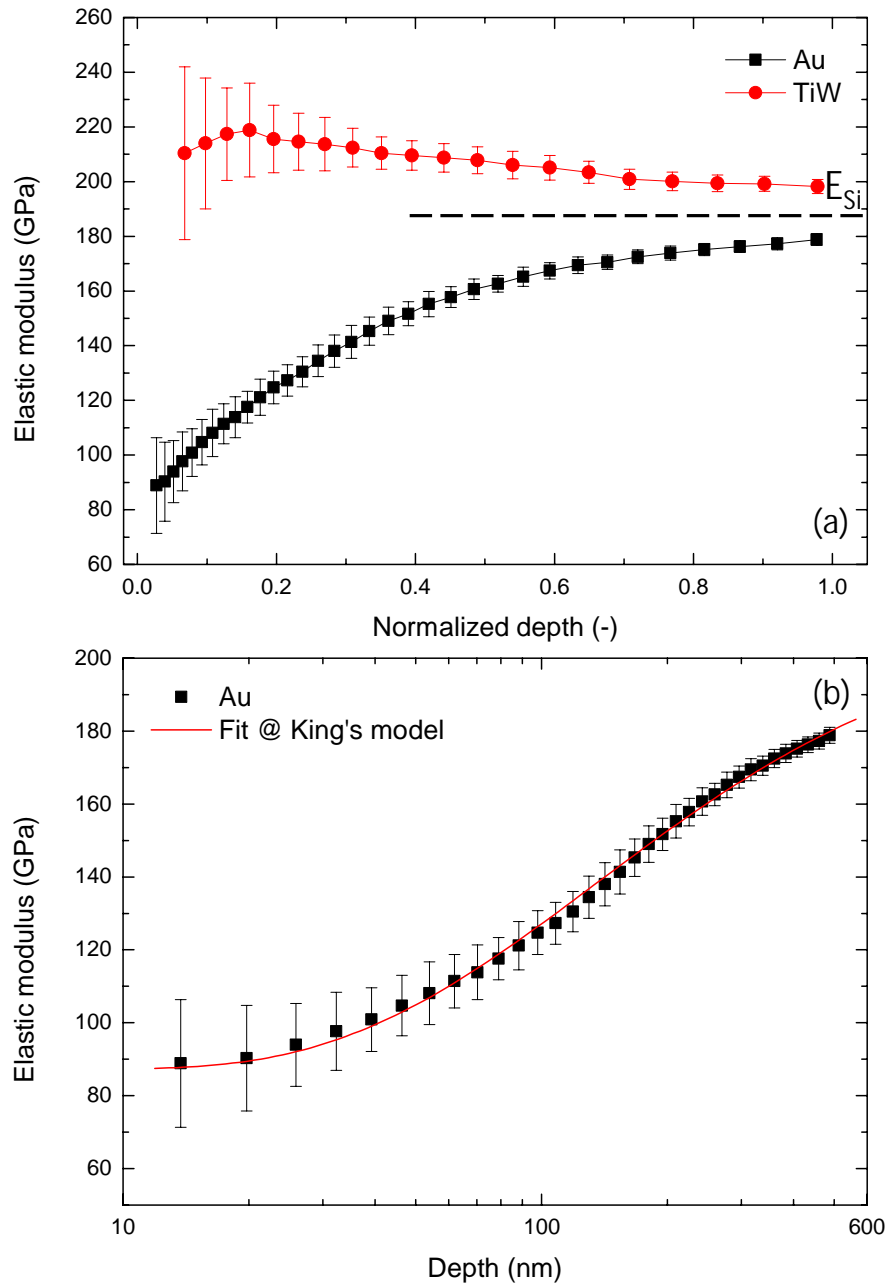 260
240
220
200
180
160
140
120
100
80
60
Elastic modulus (GPa)
Au
TiW
E_Si
(a)
0.0 0.2 0.4 0.6 0.8 1.0
Normalized depth (-)
200
180
160
140
120
100
80
60
Elastic modulus (GPa)
Au
Fit @ King's model
(b)
10 100 600
Depth (nm)